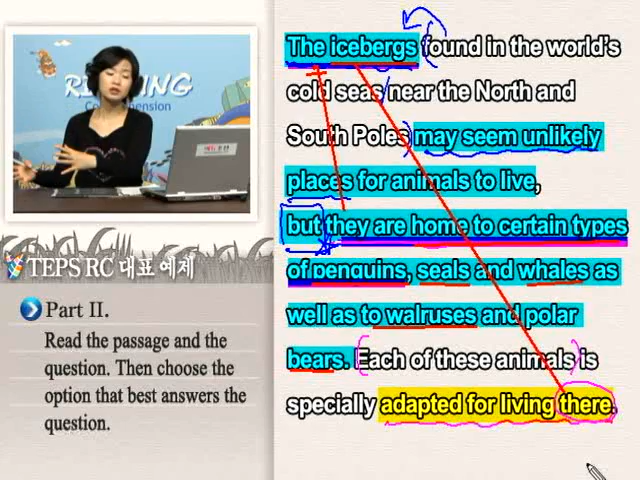 READING
Comprehension
TEPS RC 대표 예제
Part II.
Read the passage and the
question. Then choose the
option that best answers the
question.
The icebergs found in the world's
cold seas near the North and
South Poles may seem unlikely
places for animals to live,
but they are home to certain types
of penguins, seals and whales as
well as to walruses and polar
bears. Each of these animals is
specially adapted for living there.